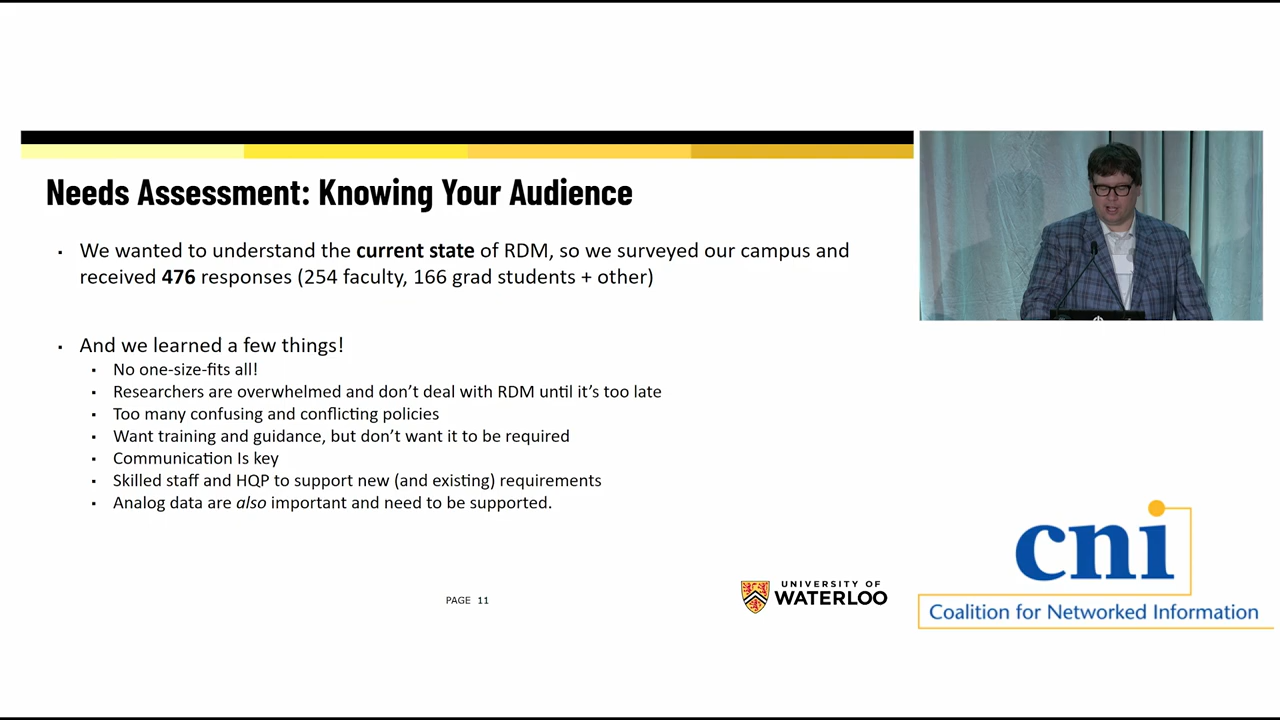 Needs Assessment: Knowing Your Audience
We wanted to understand the current state of RDM, so we surveyed our campus and
received 476 responses (254 faculty, 166 grad students + other)
And we learned a few things!
No one-size-fits all!
Researchers are overwhelmed and don’t deal with RDM until it’s too late
Too many confusing and conflicting policies
Want training and guidance, but don’t want it to be required
Communication Is key
Skilled staff and HQP to support new (and existing) requirements
Analog data are also important and need to be supported.
PAGE 11
UNIVERSITY OF
WATERLOO
cni
Coalition for Networked Information